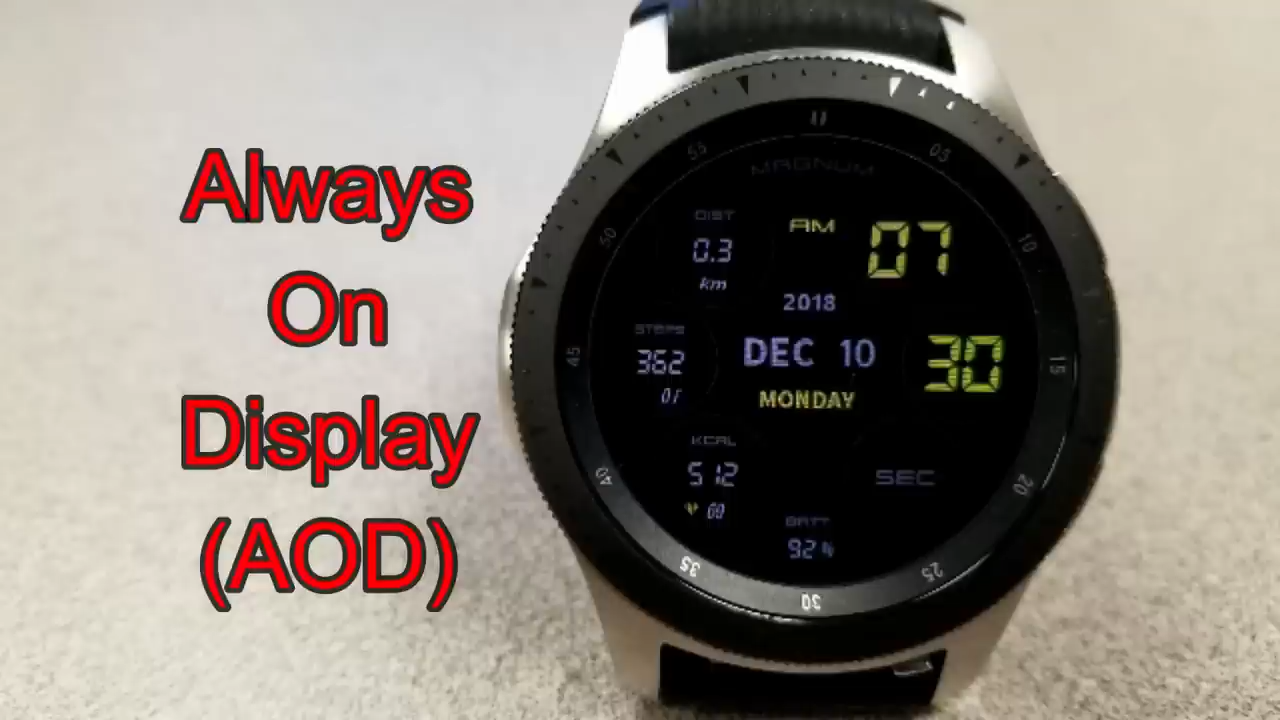 Always
On
Display
(AOD)
MAGNUM
DIST
0.3
km
AM
07
2018
STEPS
362
DEC 10
30
MONDAY
KCAL
512
69
SEC
BATT
92%
05
10
15
20
25
30
35
40
45
50
55